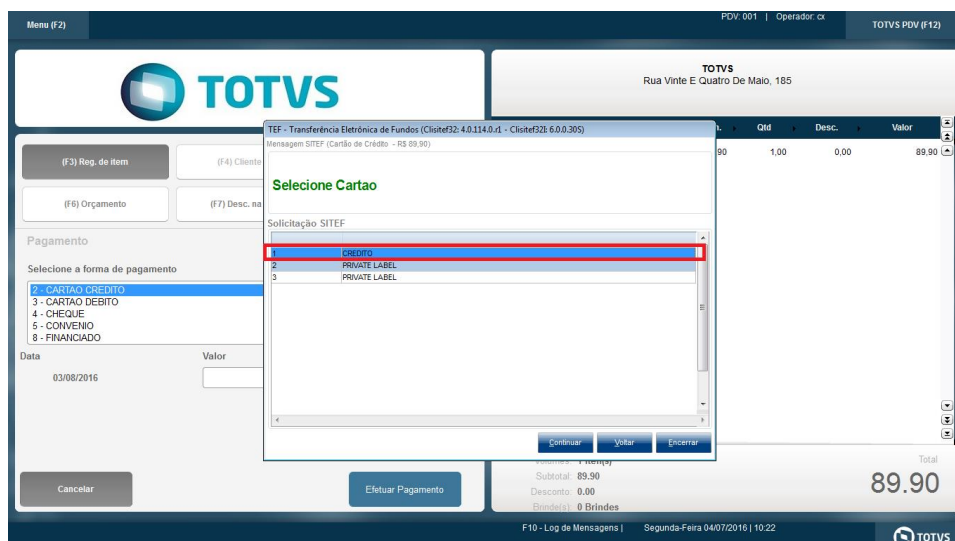 Menu (F2)
PDV: 001 | Operador: cx
TOTVS PDV (F12)
TOTVS
TOTVS
Rua Vinte E Quatro De Maio, 185
TEF - Transferência Eletrônica de Fundos (Clisitef32: 4.0.114.0.r1 - Clisitef32I: 6.0.0.30S)
Mensagem SITEF (Cartão de Crédito - R$ 89,90)
Selecione Cartao
Solicitação SITEF
1 CREDITO
2 PRIVATE LABEL
3 PRIVATE LABEL
Continuar Voltar Encerrar
Qtd Desc. Valor
90 1,00 0,00 89,90
(F3) Reg. de item
(F4) Cliente
(F6) Orçamento
(F7) Desc. na
Pagamento
Selecione a forma de pagamento
2 - CARTAO CREDITO
3 - CARTAO DEBITO
4 - CHEQUE
5 - CONVENIO
8 - FINANCIADO
Data Valor
03/08/2016
Cancelar
Efetuar Pagamento
Subtotal: 89.90
Desconto: 0.00
Brinde(s): 0 Brindes
Total
89.90
F10 - Log de Mensagens | Segunda-Feira 04/07/2016 | 10:22
TOTVS